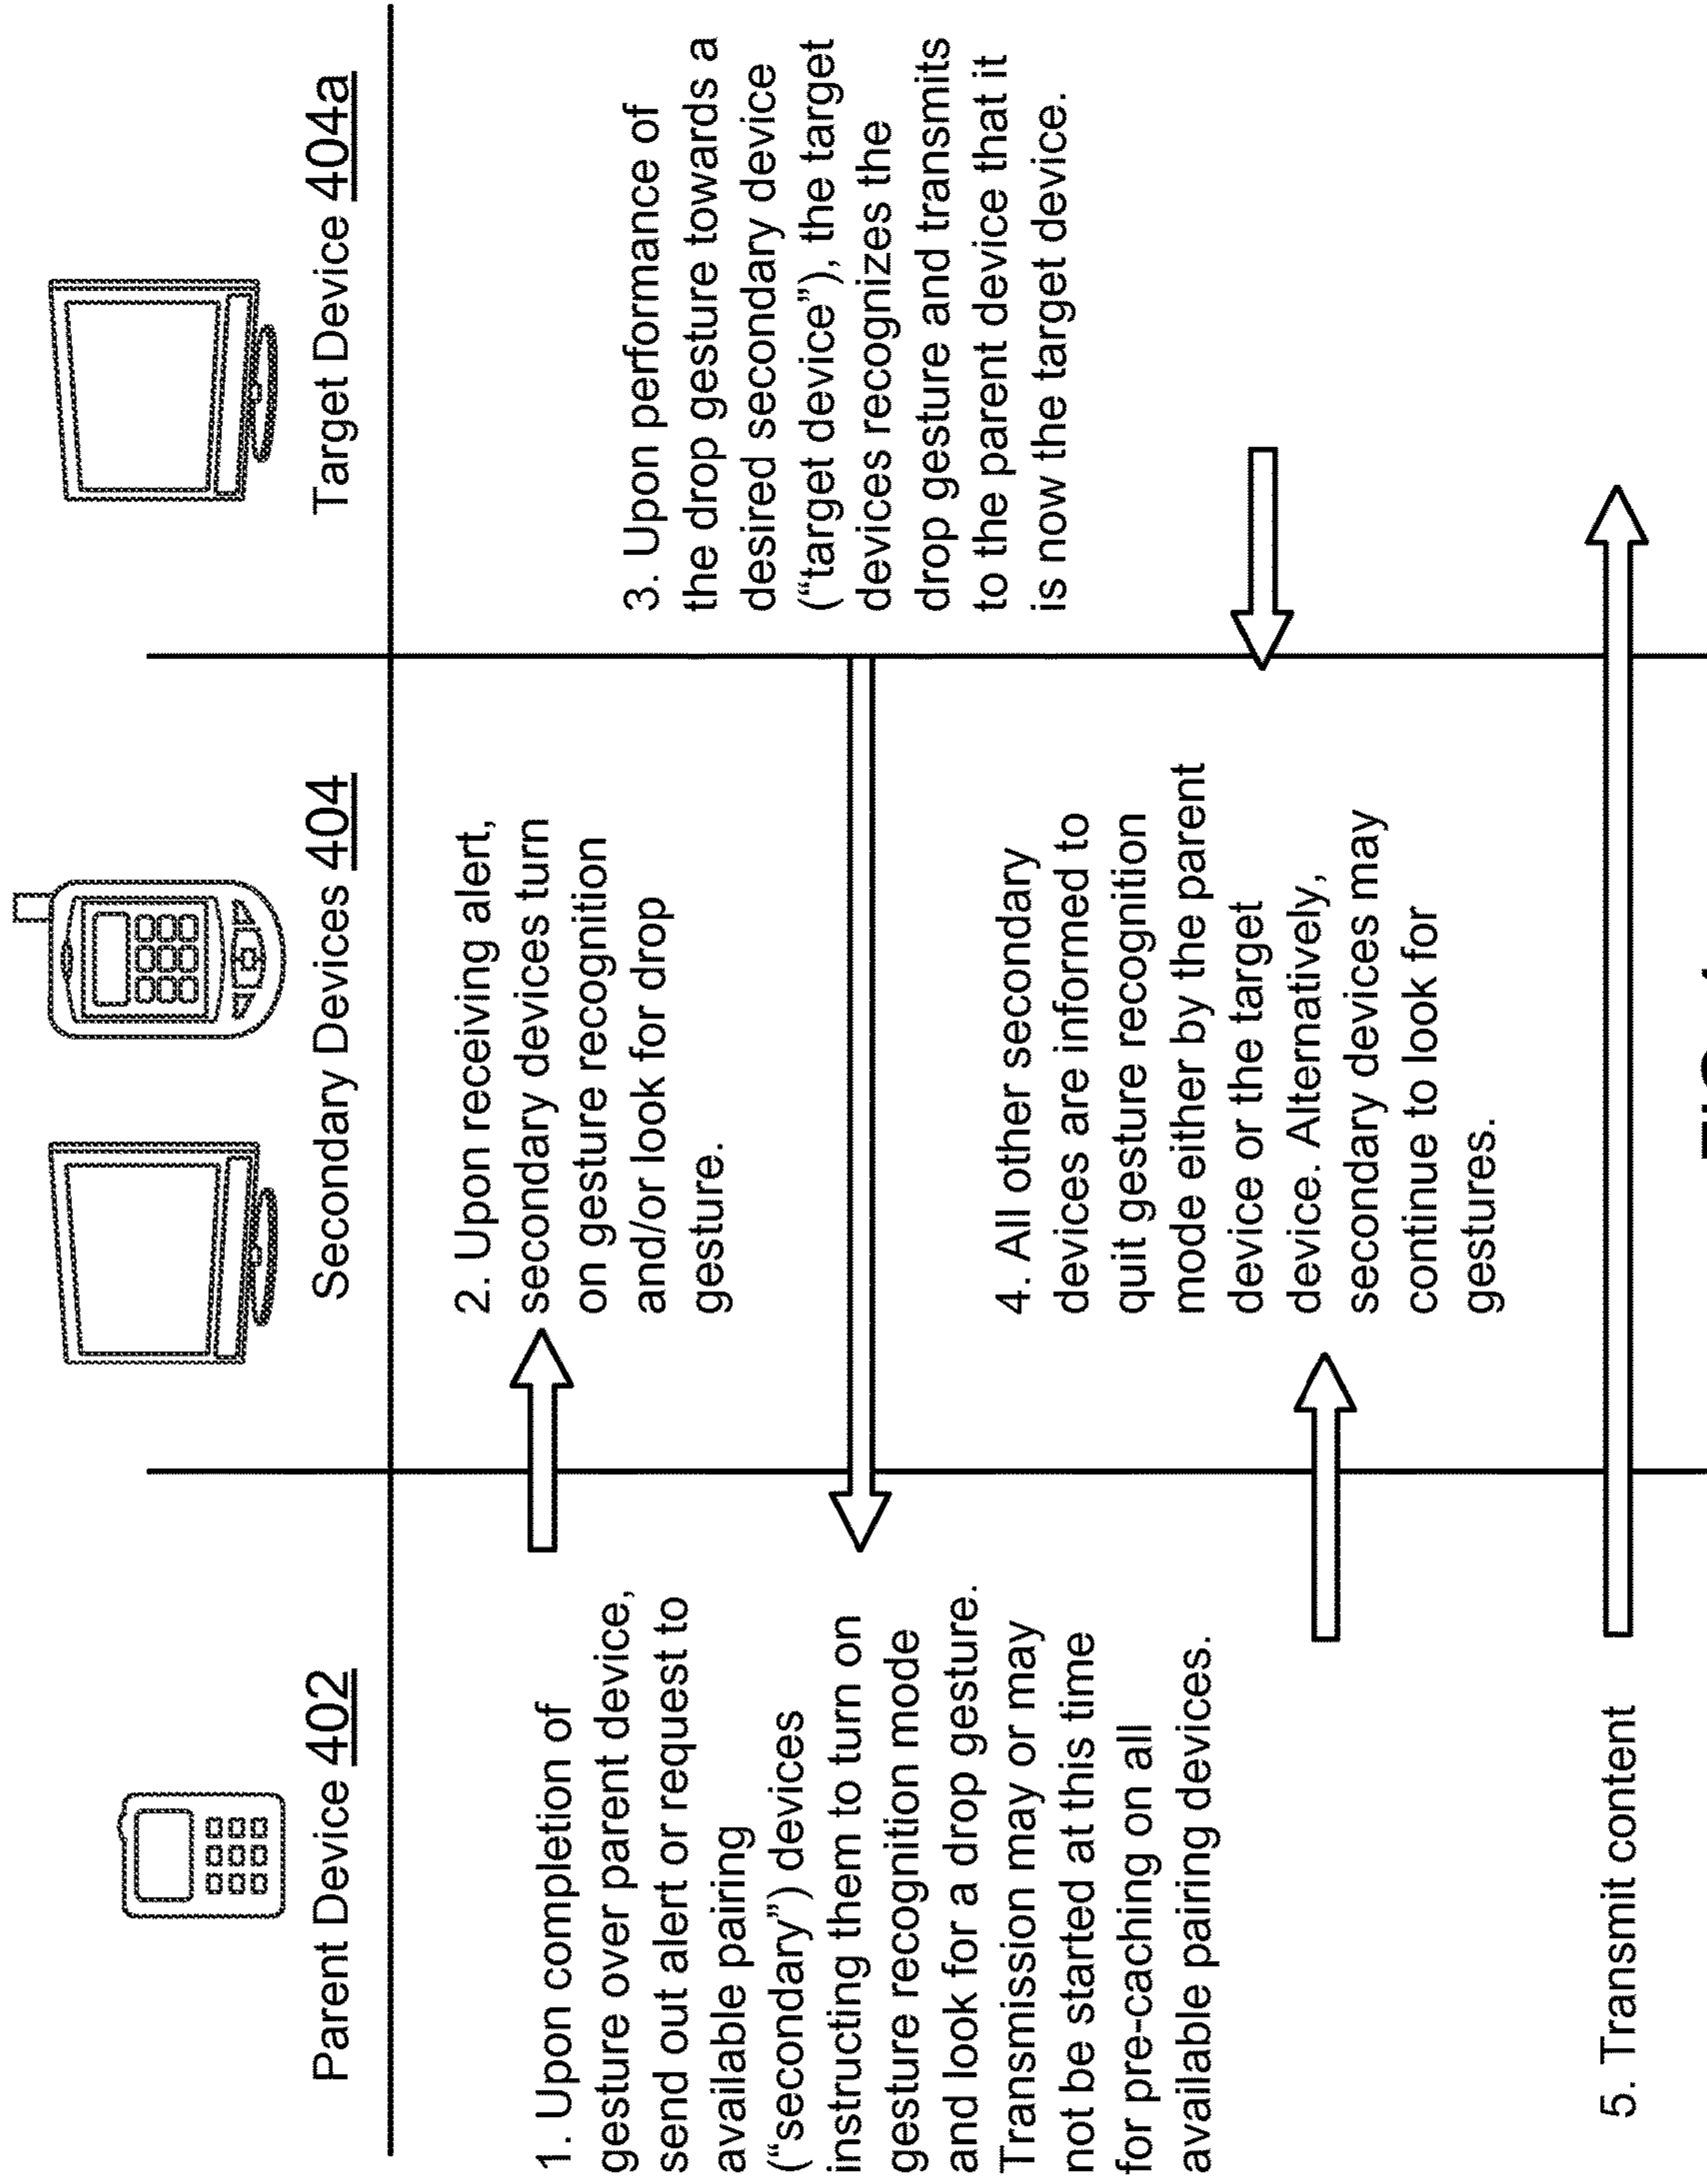 Parent Device 402
Secondary Devices 404
Target Device 404a
1. Upon completion of
gesture over parent device,
send out alert or request to
available pairing
(“secondary”) devices
instructing them to turn on
gesture recognition mode
and look for a drop gesture.
Transmission may or may
not be started at this time
for pre-caching on all
available pairing devices.
2. Upon receiving alert,
secondary devices turn
on gesture recognition
and/or look for drop
gesture.
3. Upon performance of
the drop gesture towards a
desired secondary device
(“target device”), the target
devices recognizes the
drop gesture and transmits
to the parent device that it
is now the target device.
4. All other secondary
devices are informed to
quit gesture recognition
mode either by the parent
device or the target
device. Alternatively,
secondary devices may
continue to look for
gestures.
5. Transmit content